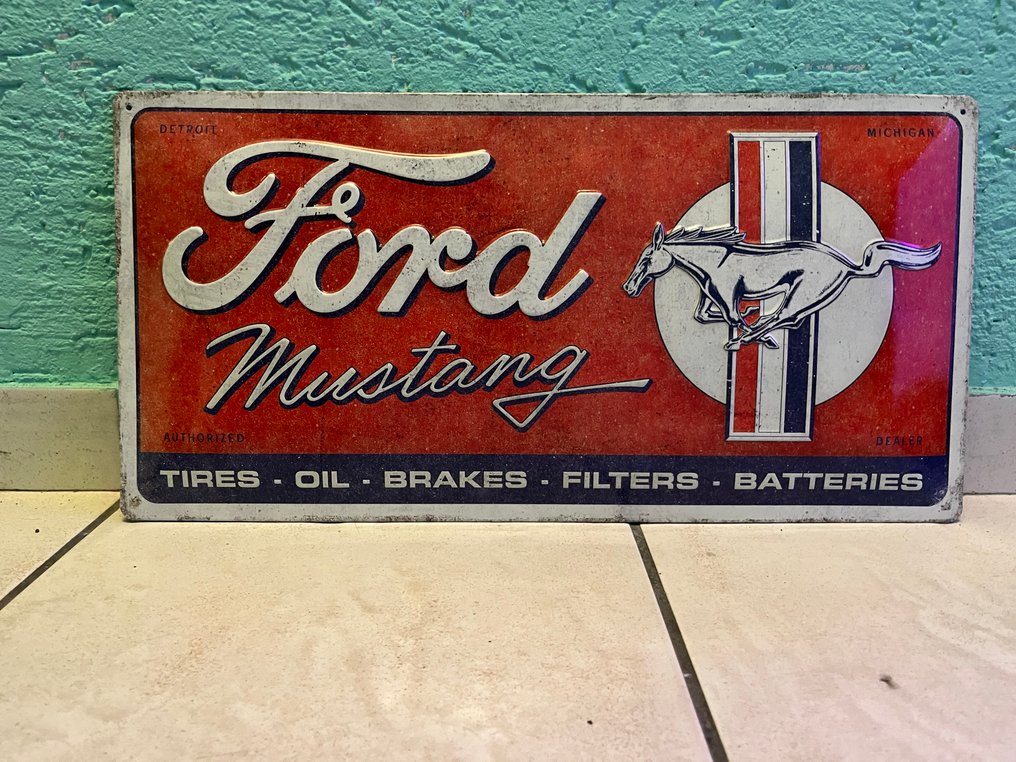 DETROIT MICHIGAN
Ford
Mustang
AUTHORIZED DEALER
TIRES - OIL - BRAKES - FILTERS - BATTERIES